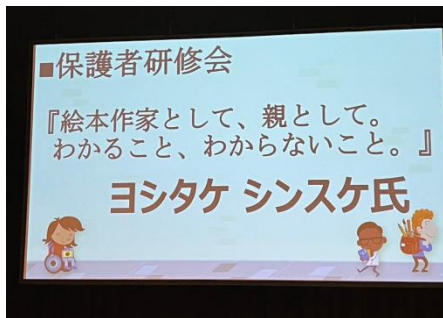 ■保護者研修会
『絵本作家として、親として。
わかること、わからないこと。』
ヨシタケ シンスケ氏